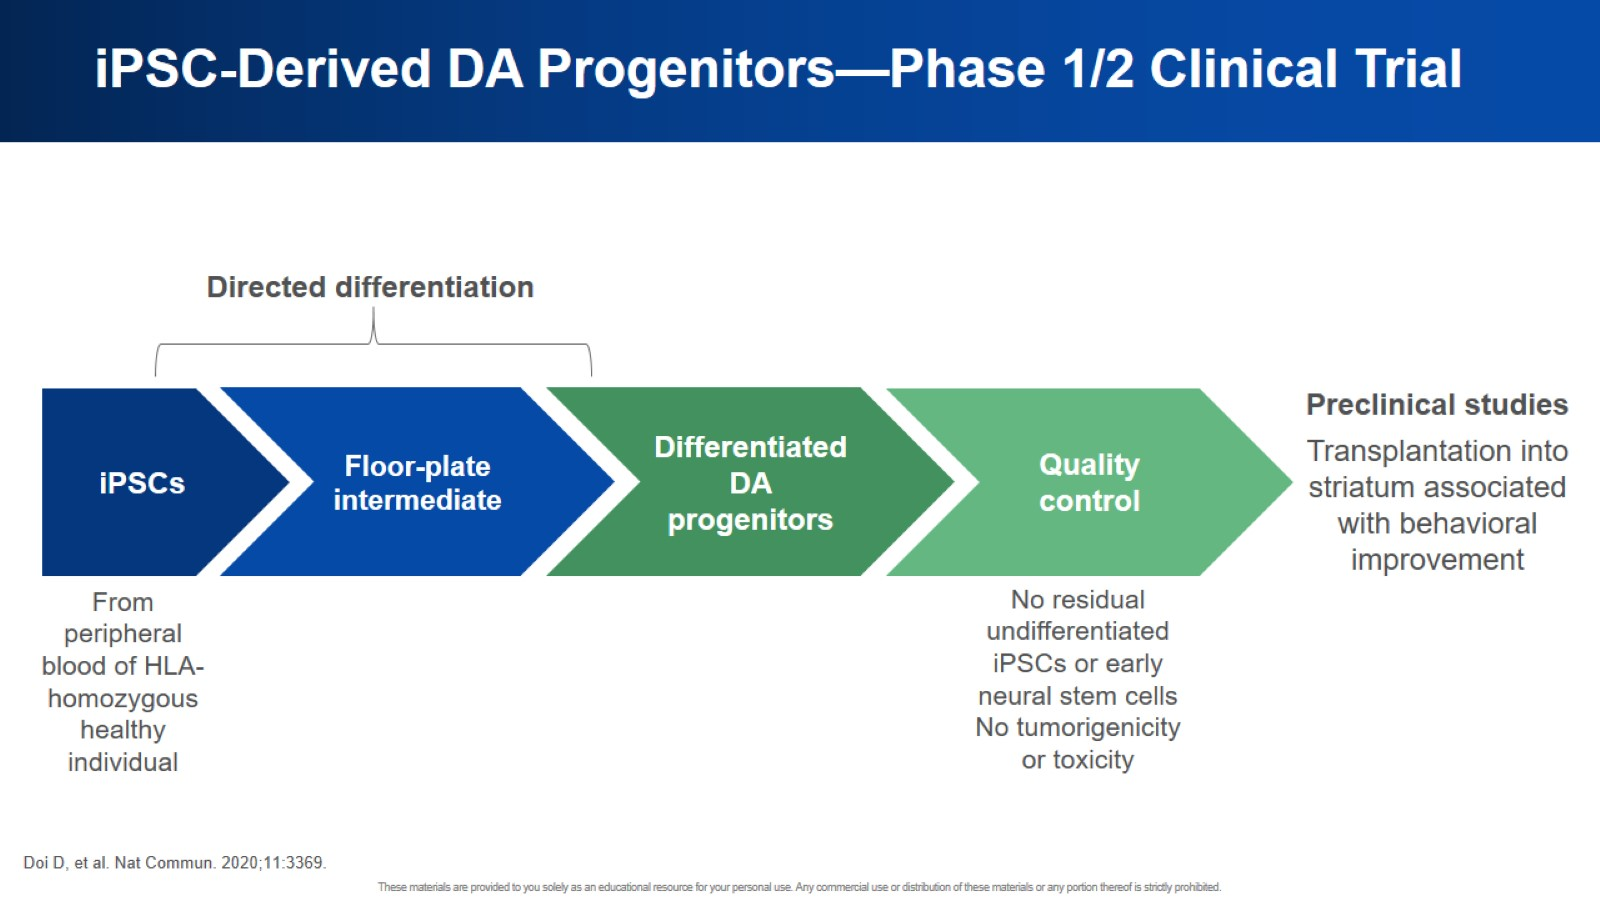 iPSC-Derived DA Progenitors—Phase 1/2 Clinical Trial
Directed differentiation
iPSCs
Floor-plate
intermediate
Differentiated
DA
progenitors
Quality
control
Preclinical studies
Transplantation into
striatum associated
with behavioral
improvement
From
peripheral
blood of HLA-
homozygous
healthy
individual
No residual
undifferentiated
iPSCs or early
neural stem cells
No tumorigenicity
or toxicity
Doi D, et al. Nat Commun. 2020;11:3369.
These materials are provided to you solely as an educational resource for your personal use. Any commercial use or distribution of these materials or any portion thereof is strictly prohibited.